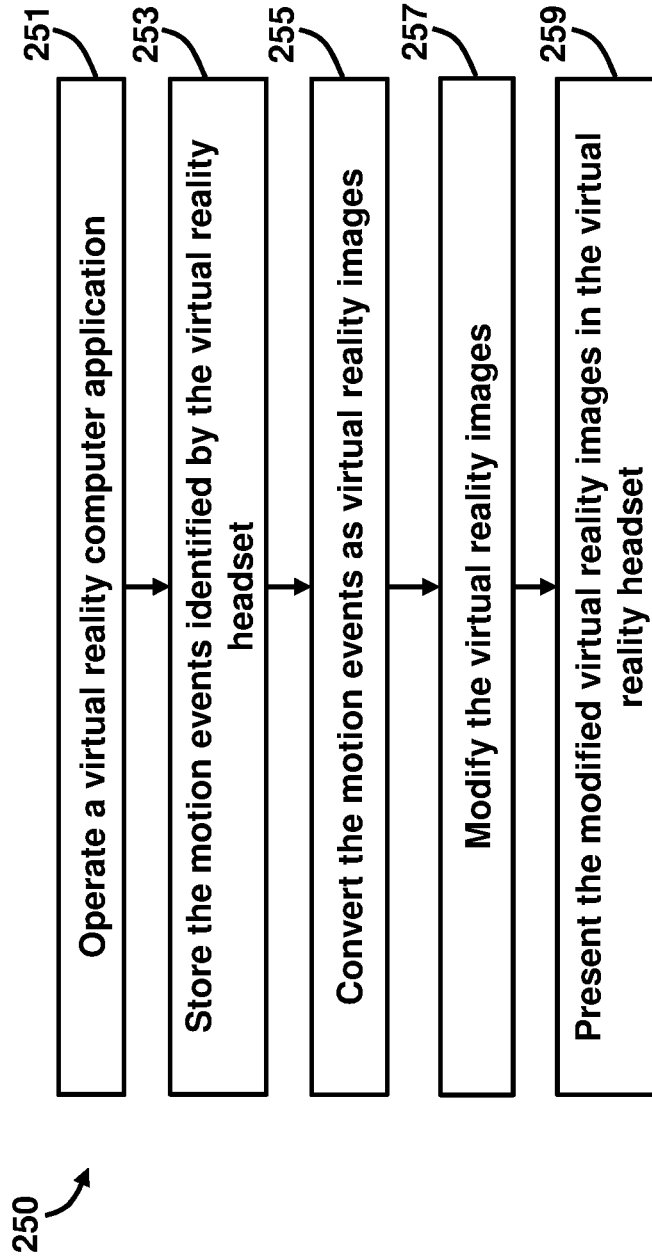 250
251
Operate a virtual reality computer application
253
Store the motion events identified by the virtual reality
headset
255
Convert the motion events as virtual reality images
257
Modify the virtual reality images
259
Present the modified virtual reality images in the virtual
reality headset